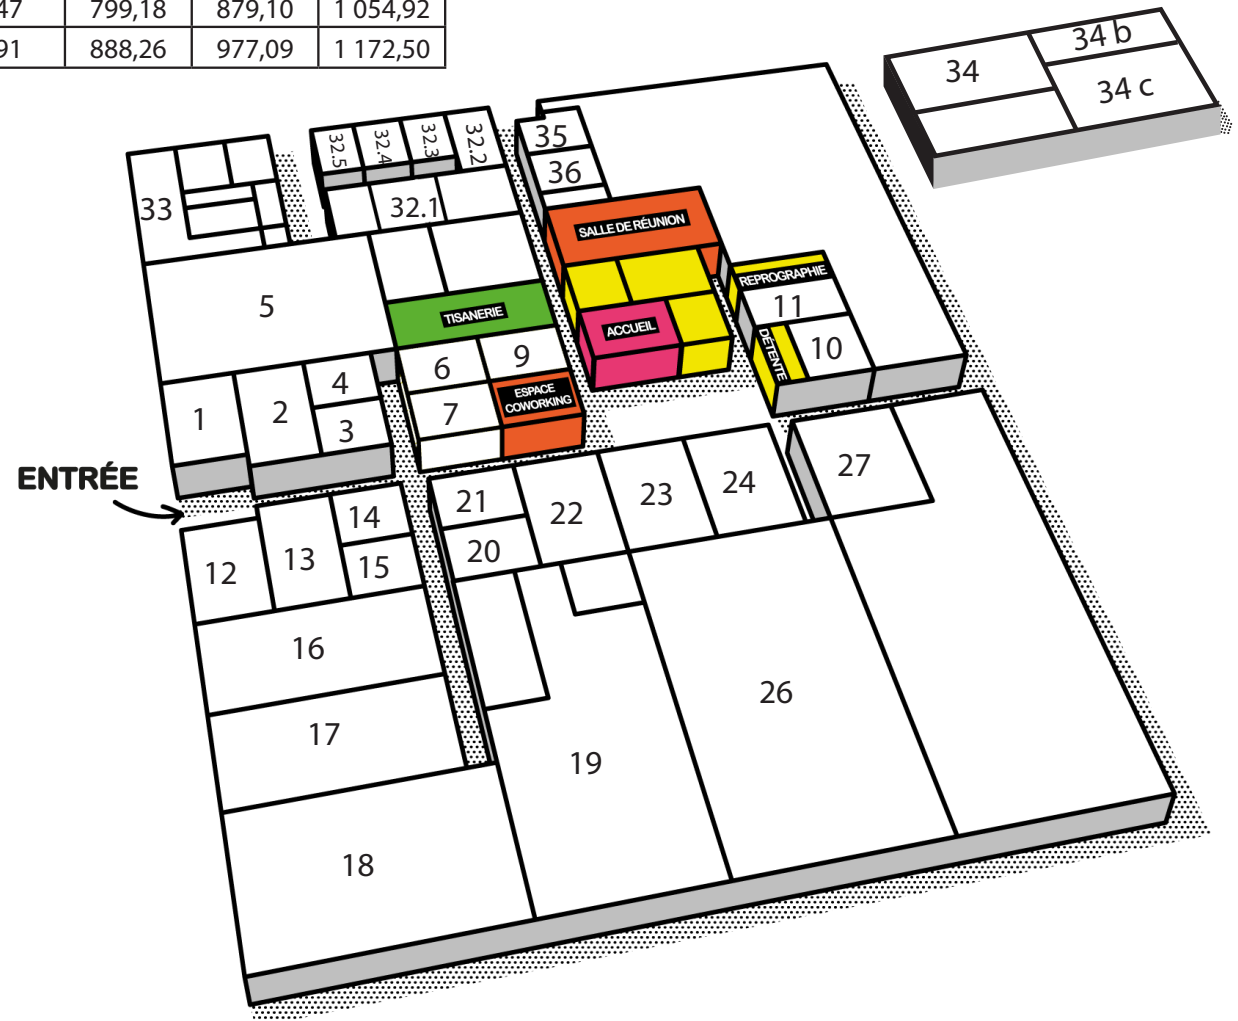 47 799,18 879,10 1 054,92
91 888,26 977,09 1 172,50
34 b
34
34 c
32.5 32.4 32.3 32.2
35
36
33
32.1
SALLE DE RÉUNION
REPROGRAPHIE
5
TISANERIE
ACCUEIL
11
DÉTENTE
10
6 9
4
1 2
7
ESPACE
COWORKING
3
ENTRÉE
27
21 22 23 24
14
20
12 13 15
16
26
17
19
18